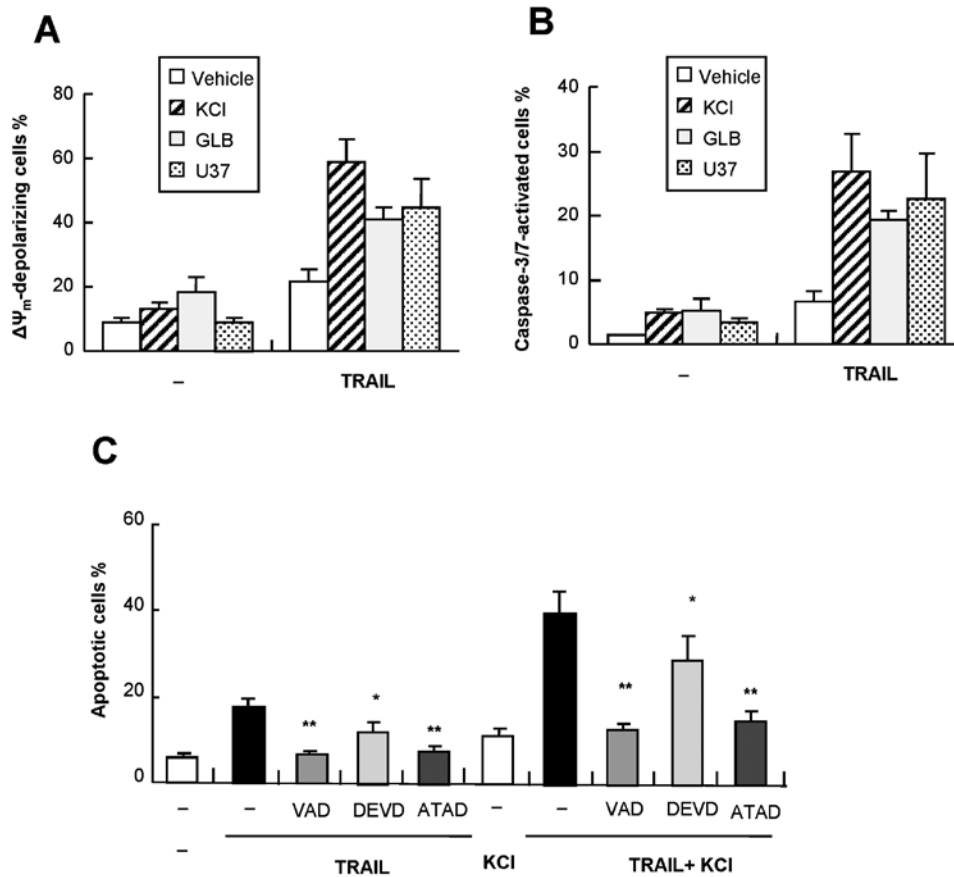 A
Vehicle
KCl
GLB
U37
ΔΨm-depolarizing cells %
80
60
40
20
0
–
TRAIL
B
Vehicle
KCl
GLB
U37
Caspase-3/7-activated cells %
40
30
20
10
0
–
TRAIL
C
Apoptotic cells %
60
40
20
0
** * ** ** * **
– – VAD DEVD ATAD – – VAD DEVD ATAD
– TRAIL KCl TRAIL+ KCl